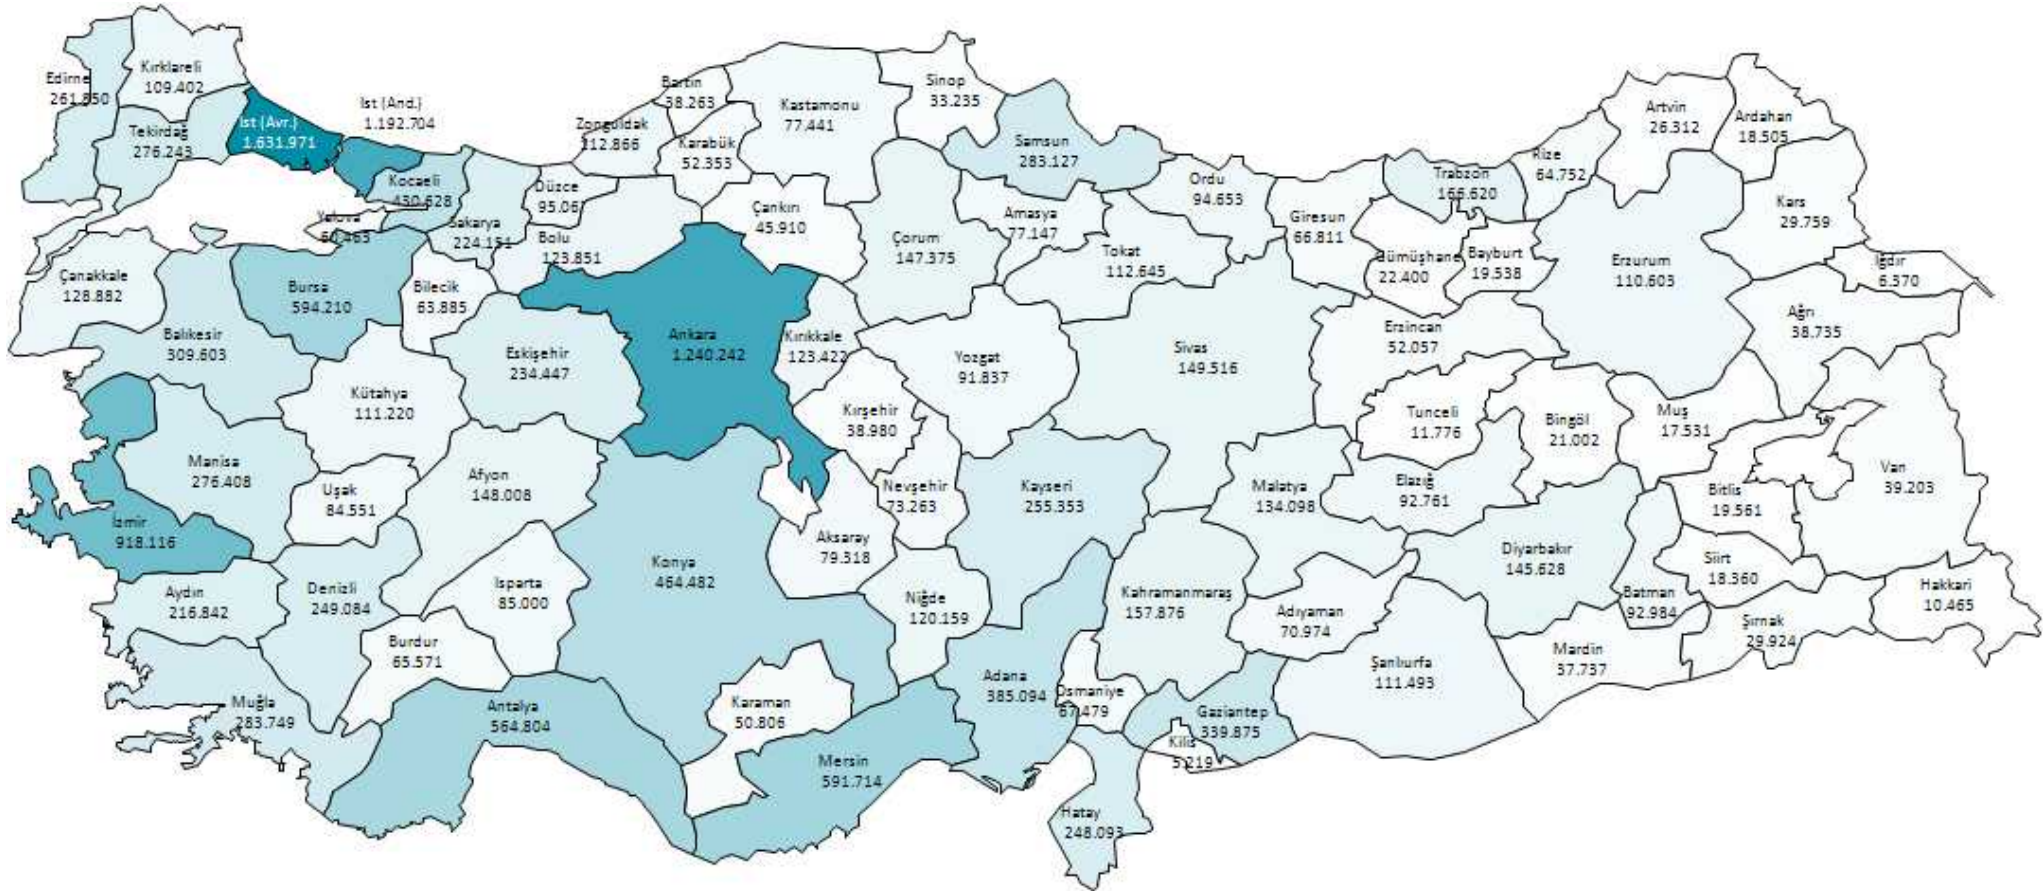 Edirne
261.850
Kırklareli
109.402
Tekirdağ
276.243
Ist (Avr.)
1.631.971
Ist (And.)
1.192.704
Kocaeli
430.628
Yalova
60.463
Sakarya
224.151
Düzce
95.06
Bolu
123.851
Zonguldak
112.866
Bartın
38.263
Karabük
52.353
Kastamonu
77.441
Çankırı
45.910
Sinop
33.235
Samsun
283.127
Çorum
147.375
Amasya
77.147
Tokat
112.645
Ordu
94.653
Giresun
66.811
Gümüşhane
22.400
Trabzon
166.620
Bayburt
19.538
Rize
64.752
Artvin
26.312
Ardahan
18.505
Kars
29.759
Iğdır
6.370
Erzurum
110.603
Ağrı
38.735
Çanakkale
128.882
Balıkesir
309.603
Bursa
594.210
Bilecik
63.885
Eskişehir
234.447
Kütahya
111.220
Ankara
1.240.242
Kırıkkale
123.422
Kırşehir
38.980
Yozgat
91.837
Sivas
149.516
Erzincan
52.057
Tunceli
11.776
Bingöl
21.002
Muş
17.531
Van
39.203
Bitlis
19.561
Manisa
276.408
Uşak
84.551
Afyon
148.008
İzmir
918.116
Aydın
216.842
Denizli
249.084
Isparta
85.000
Burdur
65.571
Muğla
283.749
Antalya
564.804
Konya
464.482
Aksaray
79.318
Nevşehir
73.263
Niğde
120.159
Kayseri
255.353
Karaman
50.806
Mersin
591.714
Adana
385.094
Osmaniye
67.479
Hatay
248.093
Kahramanmaraş
157.876
Malatya
134.098
Elazığ
92.761
Adıyaman
70.974
Gaziantep
339.875
Kilis
5.219
Şanlıurfa
111.493
Diyarbakır
145.628
Batman
92.984
Siirt
18.360
Mardin
37.737
Şırnak
29.924
Hakkari
10.465